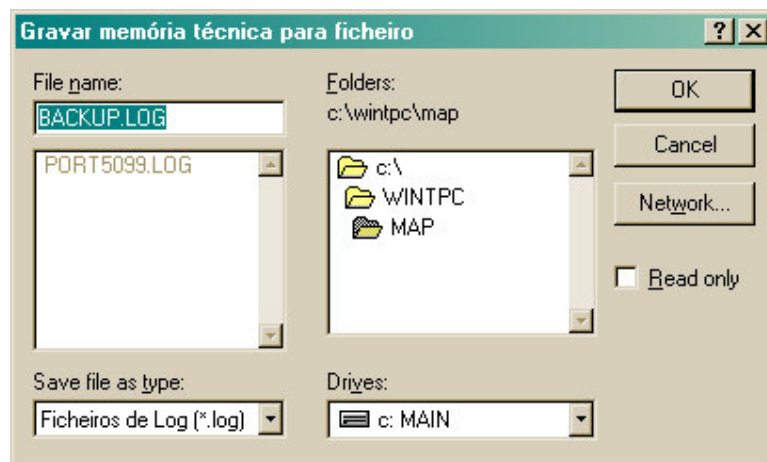 Gravar memória técnica para ficheiro
File name:
BACKUP.LOG
PORT5099.LOG
Folders:
c:\wintpc\map
c:\
WINTPC
MAP
OK
Cancel
Network...
Read only
Save file as type:
Ficheiros de Log (*.log)
Drives:
c: MAIN